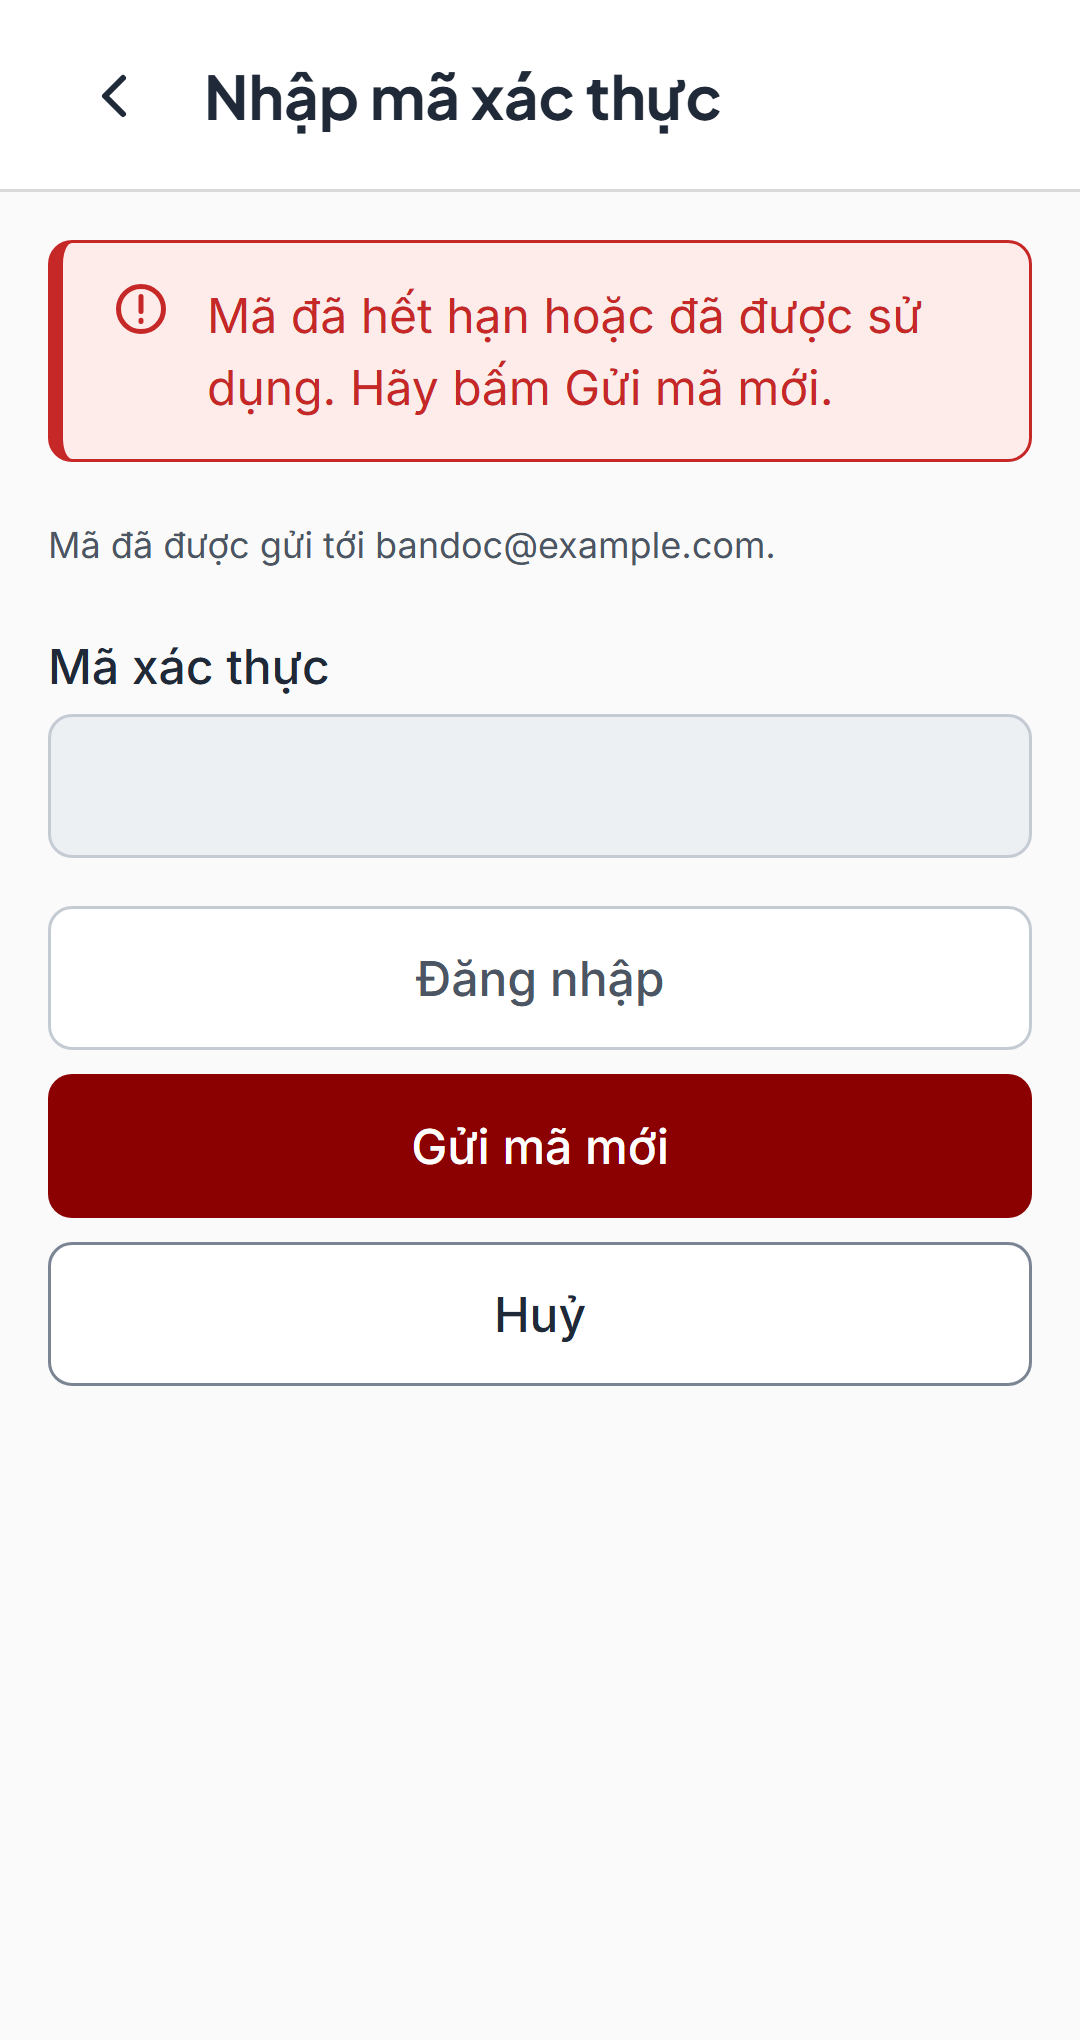 Nhập mã xác thực
Mã đã hết hạn hoặc đã được sử
dụng. Hãy bấm Gửi mã mới.
Mã đã được gửi tới bandoc@example.com.
Mã xác thực
Đăng nhập
Gửi mã mới
Huỷ